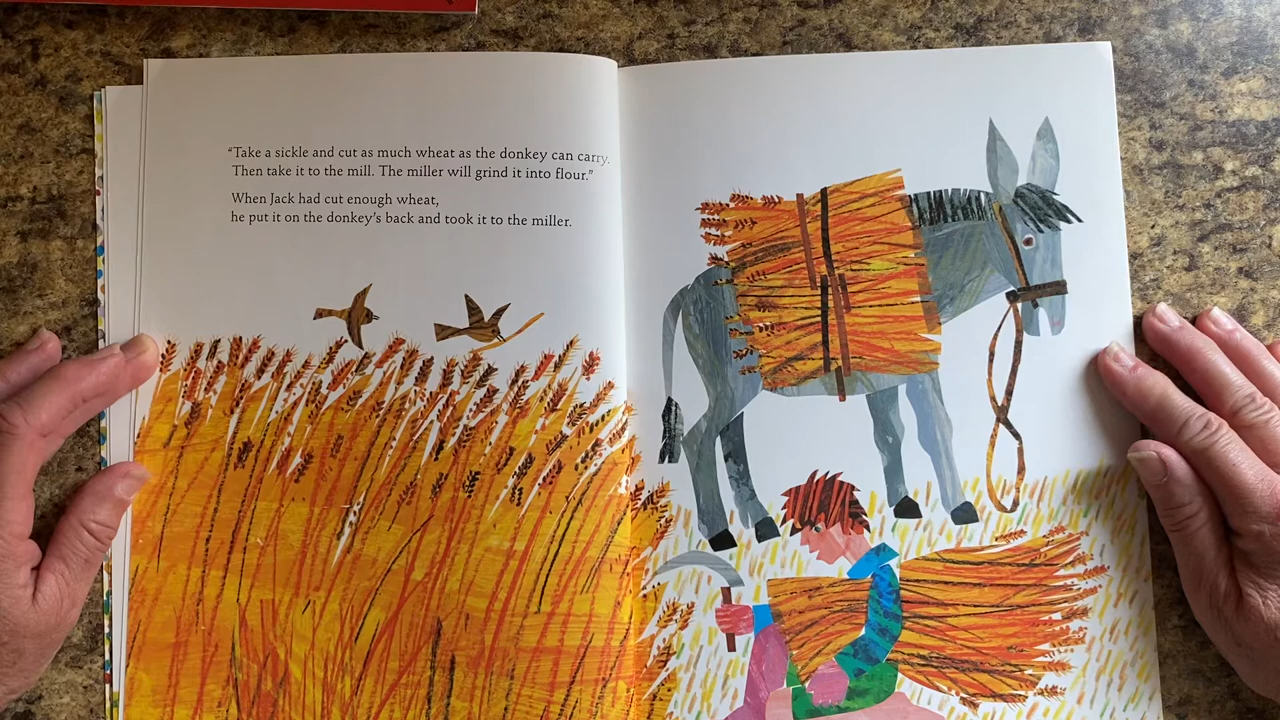 “Take a sickle and cut as much wheat as the donkey can carry.
Then take it to the mill. The miller will grind it into flour.”
When Jack had cut enough wheat,
he put it on the donkey’s back and took it to the miller.